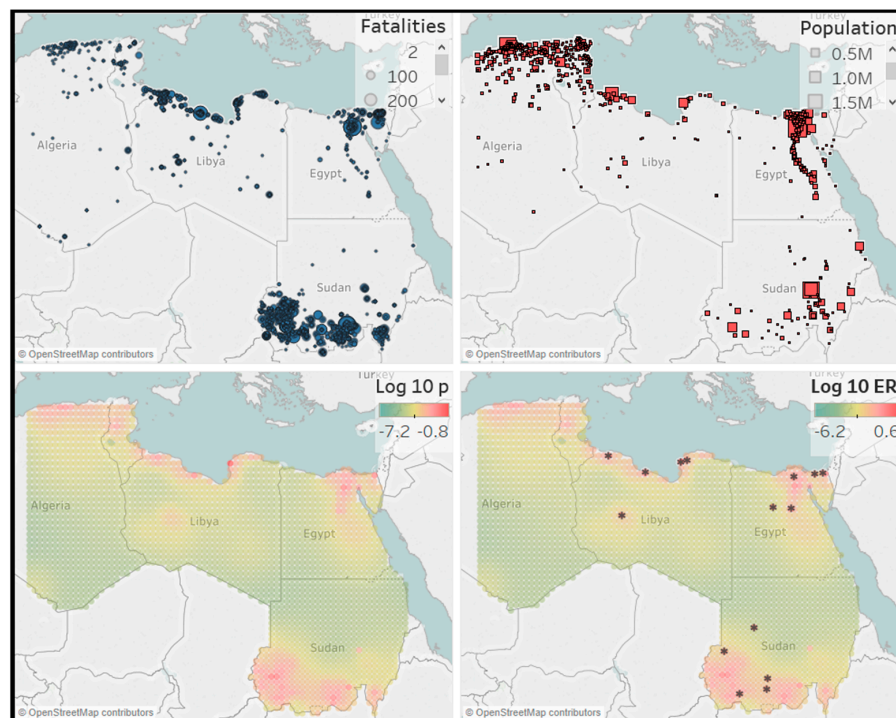 Turkey
Fatalities
2
100
200
Algeria
Libya
Egypt
Sudan
© OpenStreetMap contributors
Turkey
Population
0.5M
1.0M
1.5M
Algeria
Libya
Egypt
Sudan
© OpenStreetMap contributors
Turkey
Log 10 p
-7.2 -0.8
Algeria
Libya
Egypt
Sudan
© OpenStreetMap contributors
Turkey
Log 10 ER
-6.2 0.6
Algeria
Libya
Egypt
Sudan
© OpenStreetMap contributors